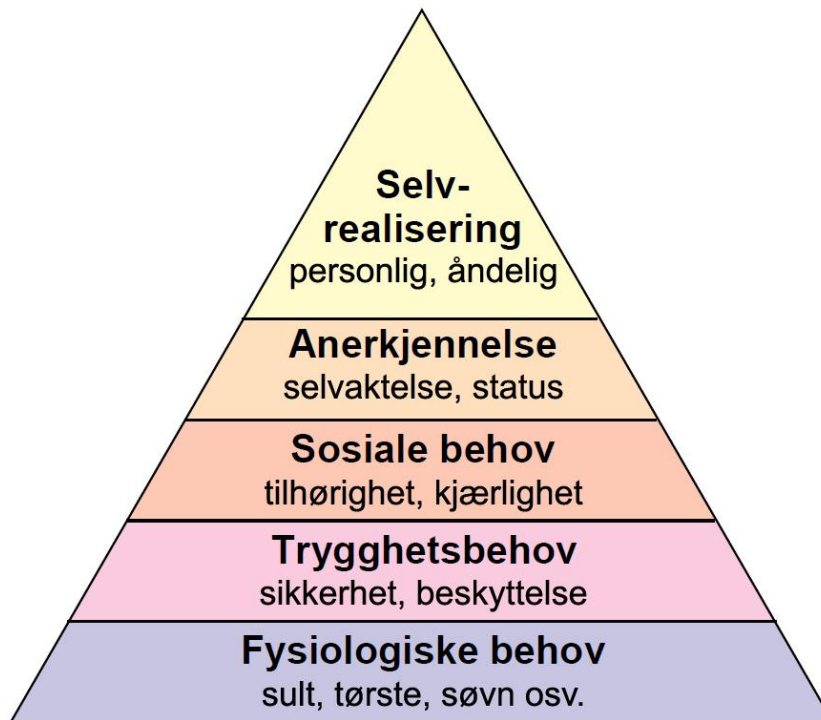 Selv-
realisering
personlig, åndelig
Anerkjennelse
selvaktelse, status
Sosiale behov
tilhørighet, kjærlighet
Trygghetsbehov
sikkerhet, beskyttelse
Fysiologiske behov
sult, tørste, søvn osv.